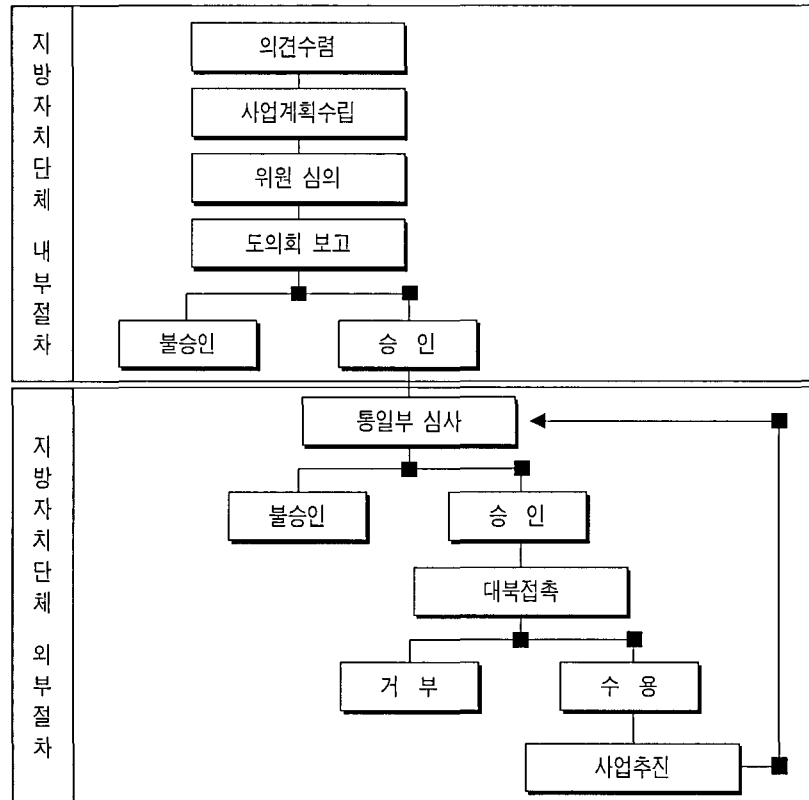 지방자치단체 내부절차
의견수렴
사업계획수립
위원 심의
도의회 보고
불승인
승 인
지방자치단체 외부절차
통일부 심사
불승인
승 인
대북접촉
거 부
수 용
사업추진